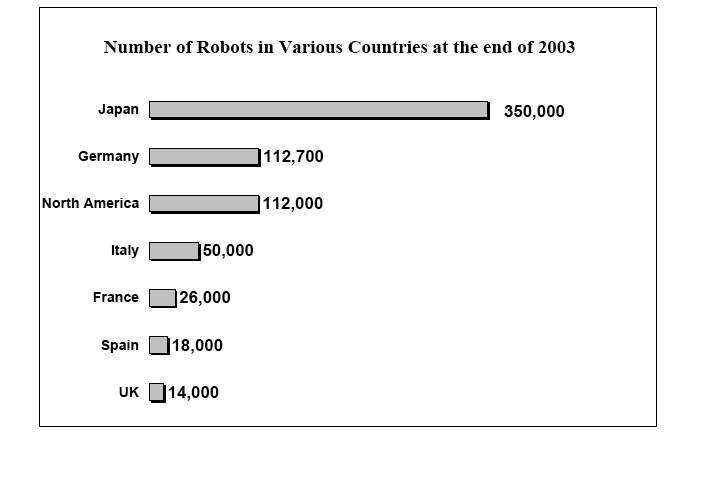 Number of Robots in Various Countries at the end of 2003
Japan 350,000
Germany 112,700
North America 112,000
Italy 50,000
France 26,000
Spain 18,000
UK 14,000